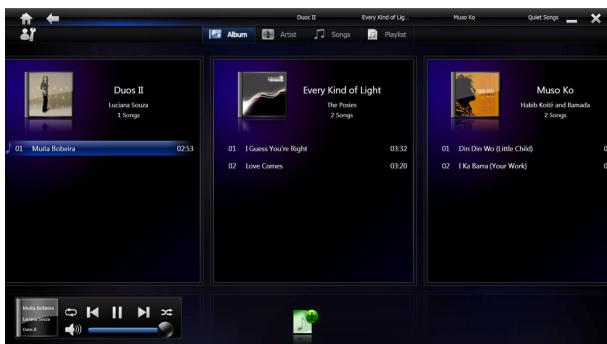 Duos II
Every Kind of Lig...
Muso Ko
Quiet Songs
Album
Artist
Songs
Playlist
Duos II
Luciana Souza
1 Songs
01 Muita Bobeira 02:53
Every Kind of Light
The Posies
2 Songs
01 I Guess You're Right 03:32
02 Love Comes 03:20
Muso Ko
Habib Koité and Bamada
2 Songs
01 Din Din Wo (Little Child) 0
02 I Ka Barra (Your Work) 0
Muita Bobeira
Luciana Souza
Duos II